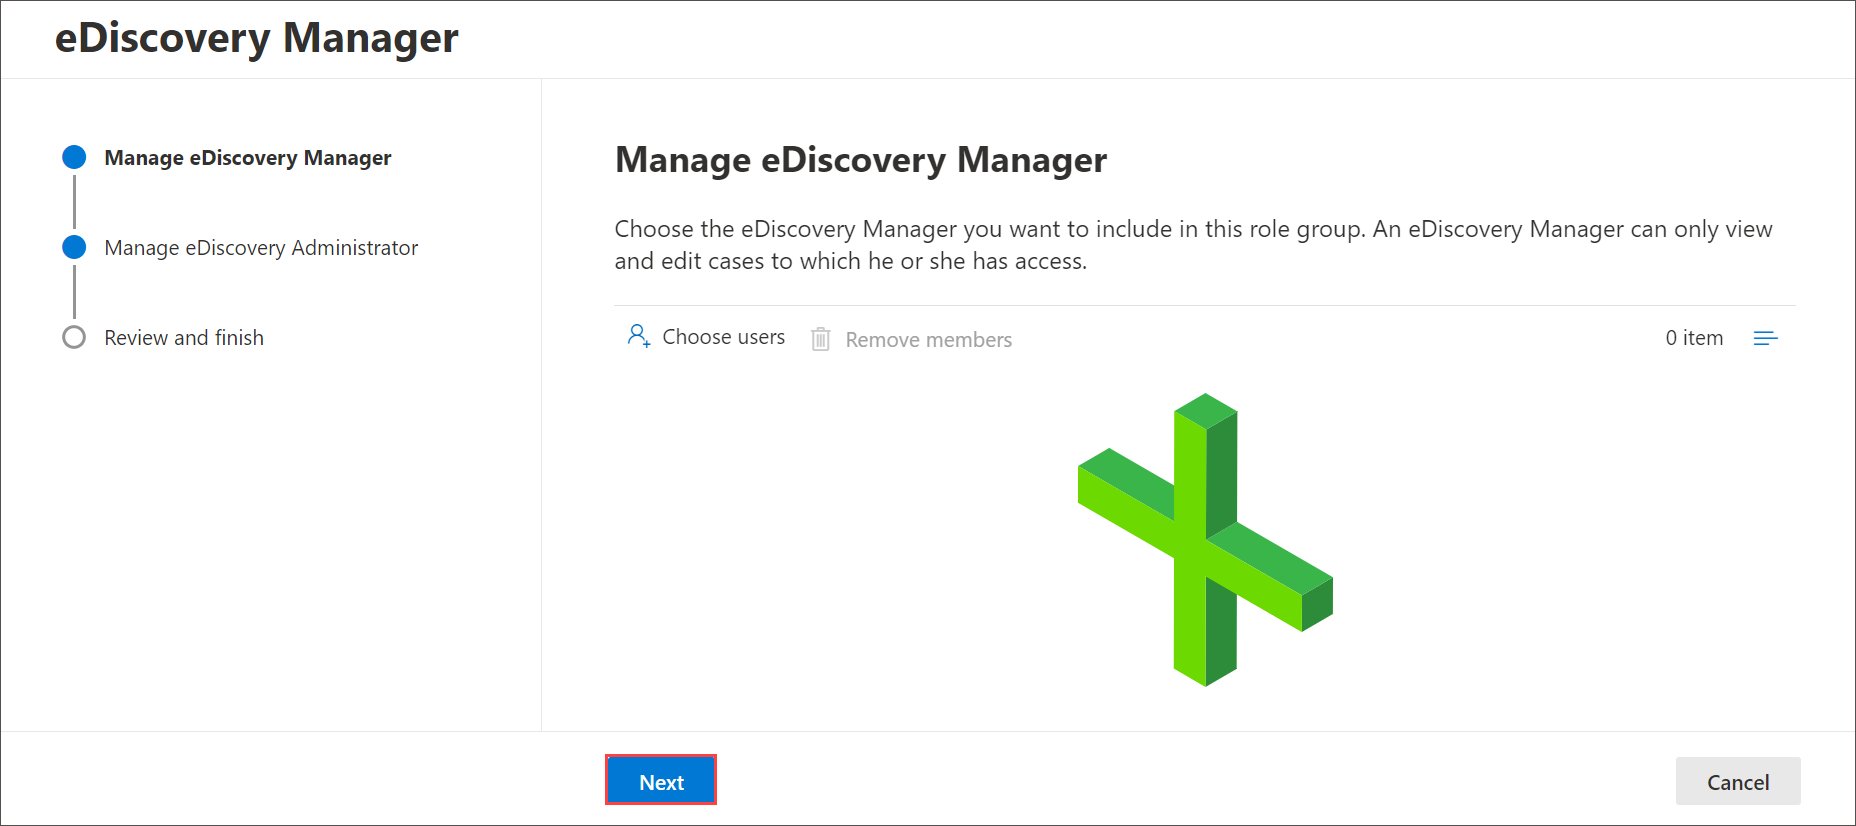 eDiscovery Manager
Manage eDiscovery Manager
Manage eDiscovery Administrator
Review and finish
Manage eDiscovery Manager
Choose the eDiscovery Manager you want to include in this role group. An eDiscovery Manager can only view
and edit cases to which he or she has access.
Choose users Remove members 0 item
Next Cancel